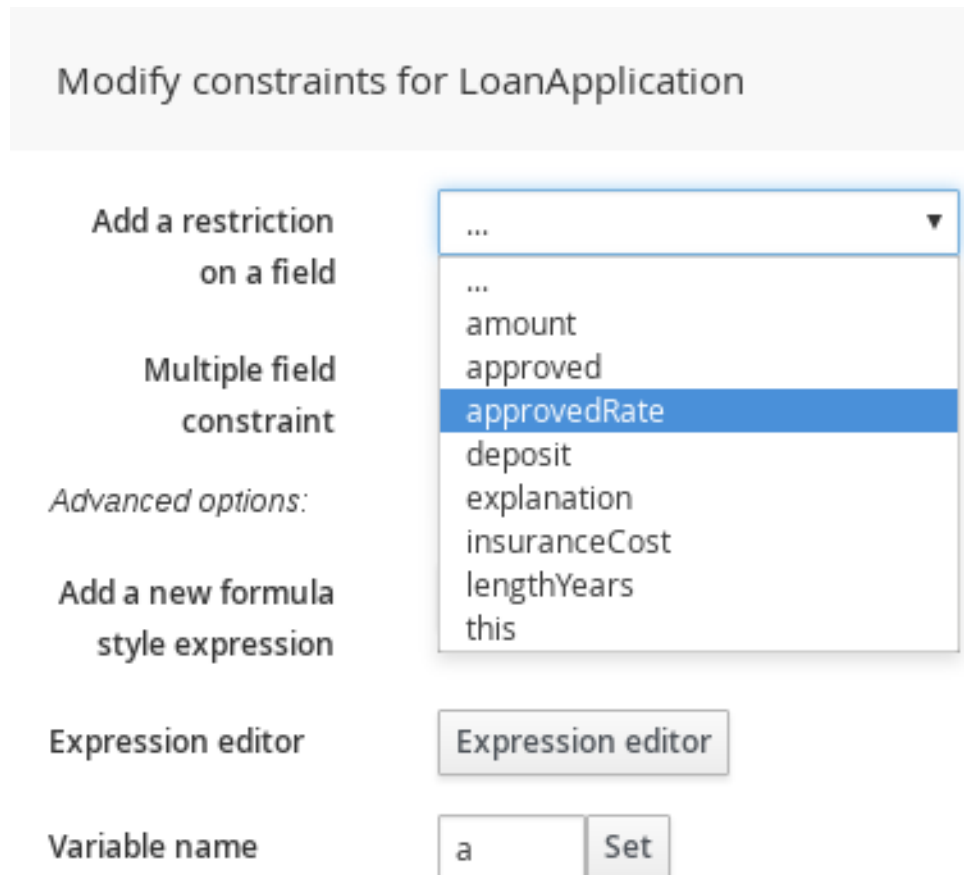 Modify constraints for LoanApplication
Add a restriction
on a field
...
▼
...
amount
approved
approvedRate
deposit
explanation
insuranceCost
lengthYears
this
Multiple field
constraint
Advanced options:
Add a new formula
style expression
Expression editor
Expression editor
Variable name
a
Set